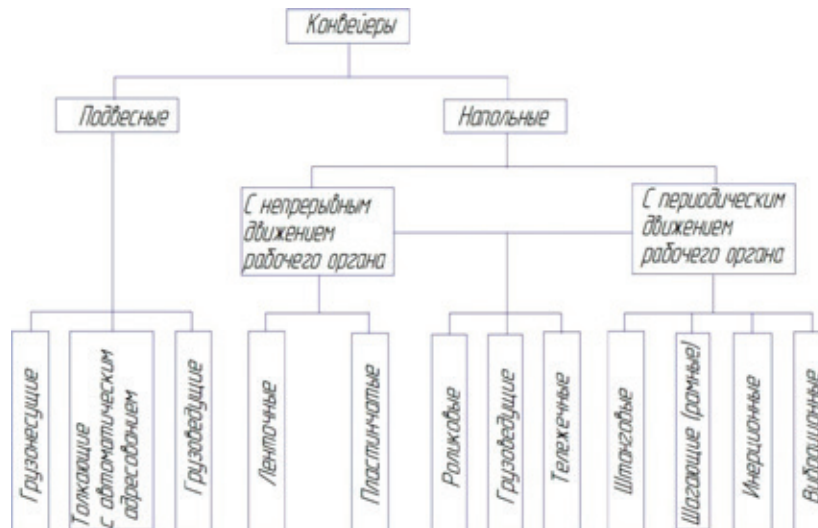 Конвейеры
Подвесные
Напольные
С непрерывным
движением
рабочего органа
С периодическим
движением
рабочего органа
Грузонесущие
Толкающие
с автоматическим
адресованием
Грузоведущие
Ленточные
Пластинчатые
Роликовые
Грузоведущие
Тележечные
Штанговые
Шагающие (рамные)
Инерционные
Вибрационные